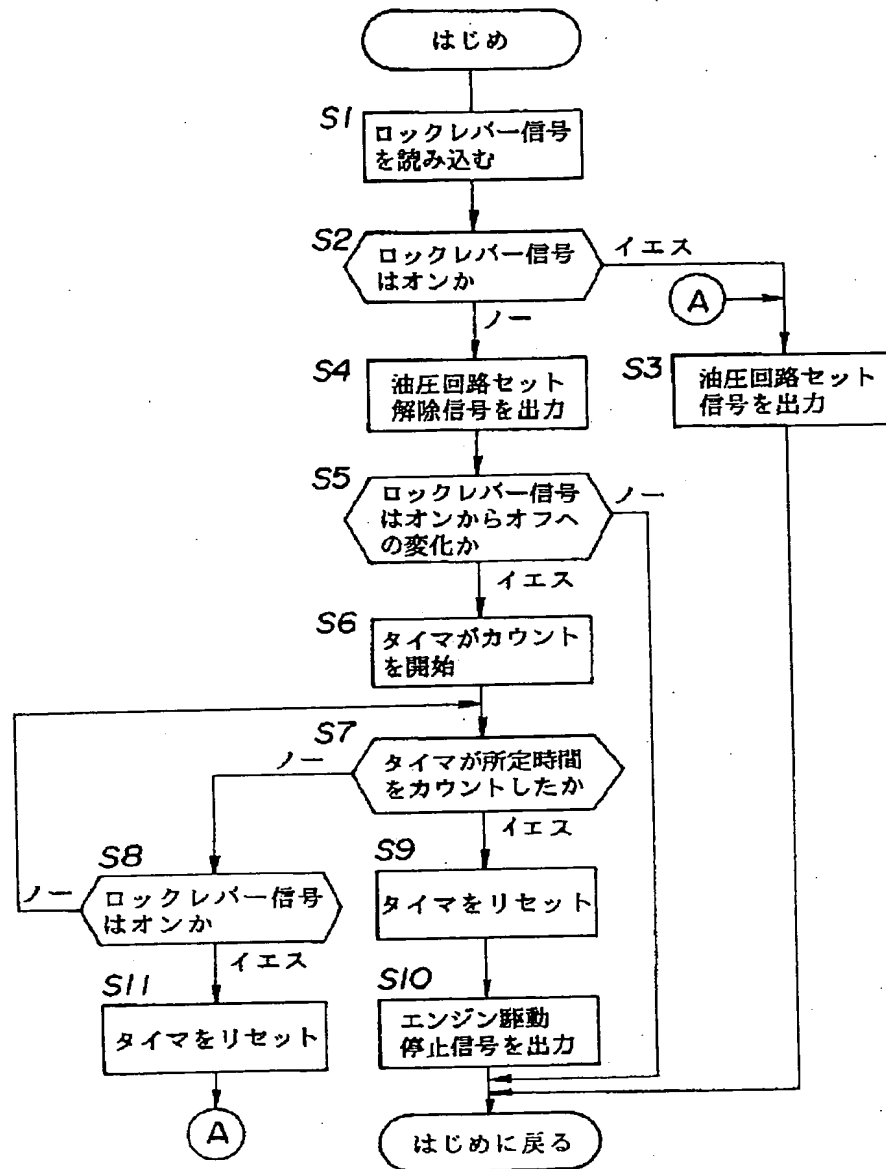 はじめ
S1
ロックレバー信号
を読み込む
S2
ロックレバー信号
はオンか
イエス
A
ノー
S4
油圧回路セット
解除信号を出力
S3
油圧回路セット
信号を出力
S5
ロックレバー信号
はオンからオフへ
の変化か
ノー
イエス
S6
タイマがカウント
を開始
S7
タイマが所定時間
をカウントしたか
ノー
イエス
S8
ロックレバー信号
はオンか
ノー
イエス
S9
タイマをリセット
S11
タイマをリセット
S10
エンジン駆動
停止信号を出力
A
はじめに戻る